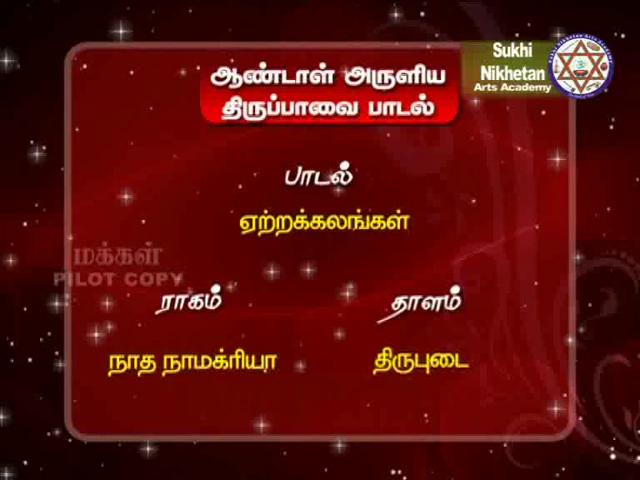 Sukhi
Nikhetan
Arts Academy
ஆண்டாள் அருளிய
திருப்பாவை பாடல்
பாடல்
ஏற்றக்கலங்கள்
மக்கள்
PILOT COPY
ராகம்
தாளம்
நாத நாமக்ரியா
திருபுடை